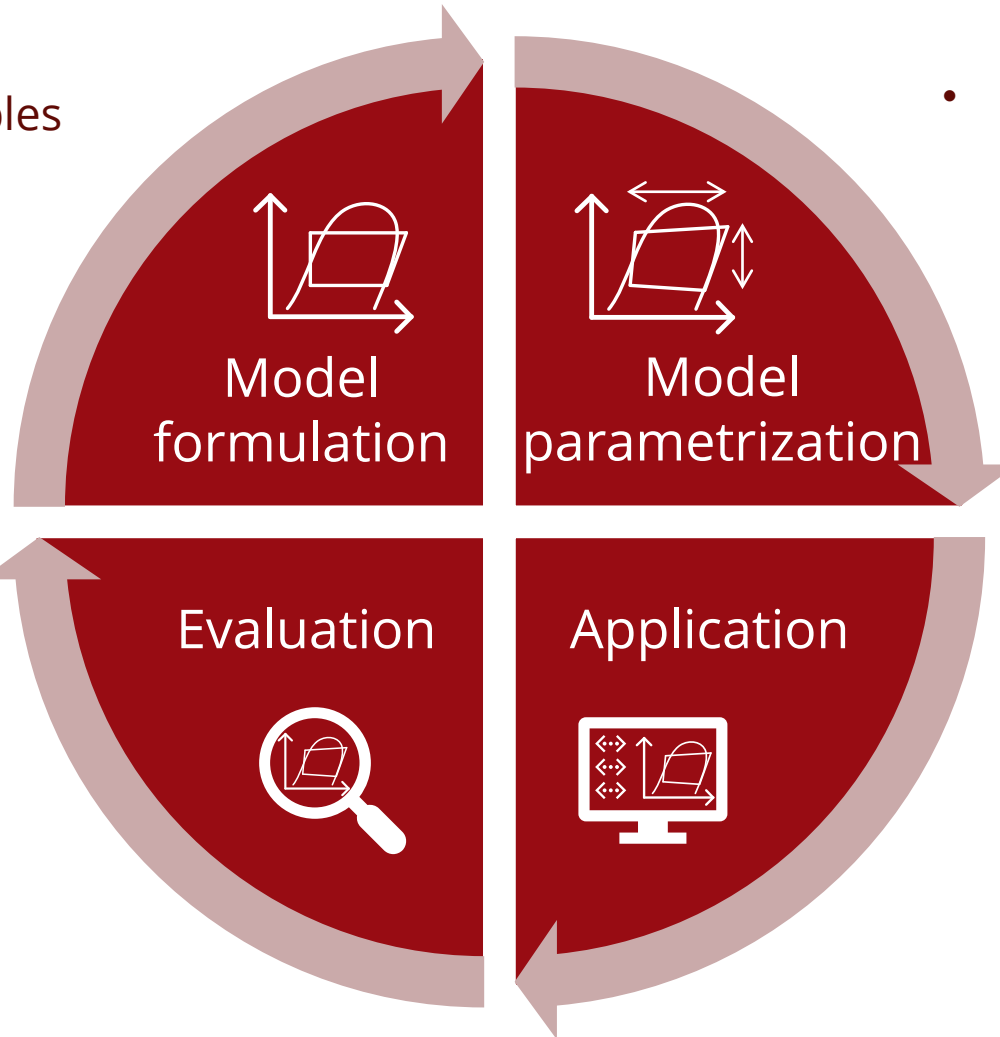 Model
formulation
Model
parametrization
Evaluation
Application